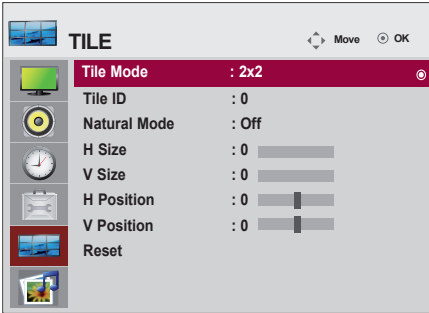 TILE
Move OK
Tile Mode : 2x2
Tile ID : 0
Natural Mode : Off
H Size : 0
V Size : 0
H Position : 0
V Position : 0
Reset